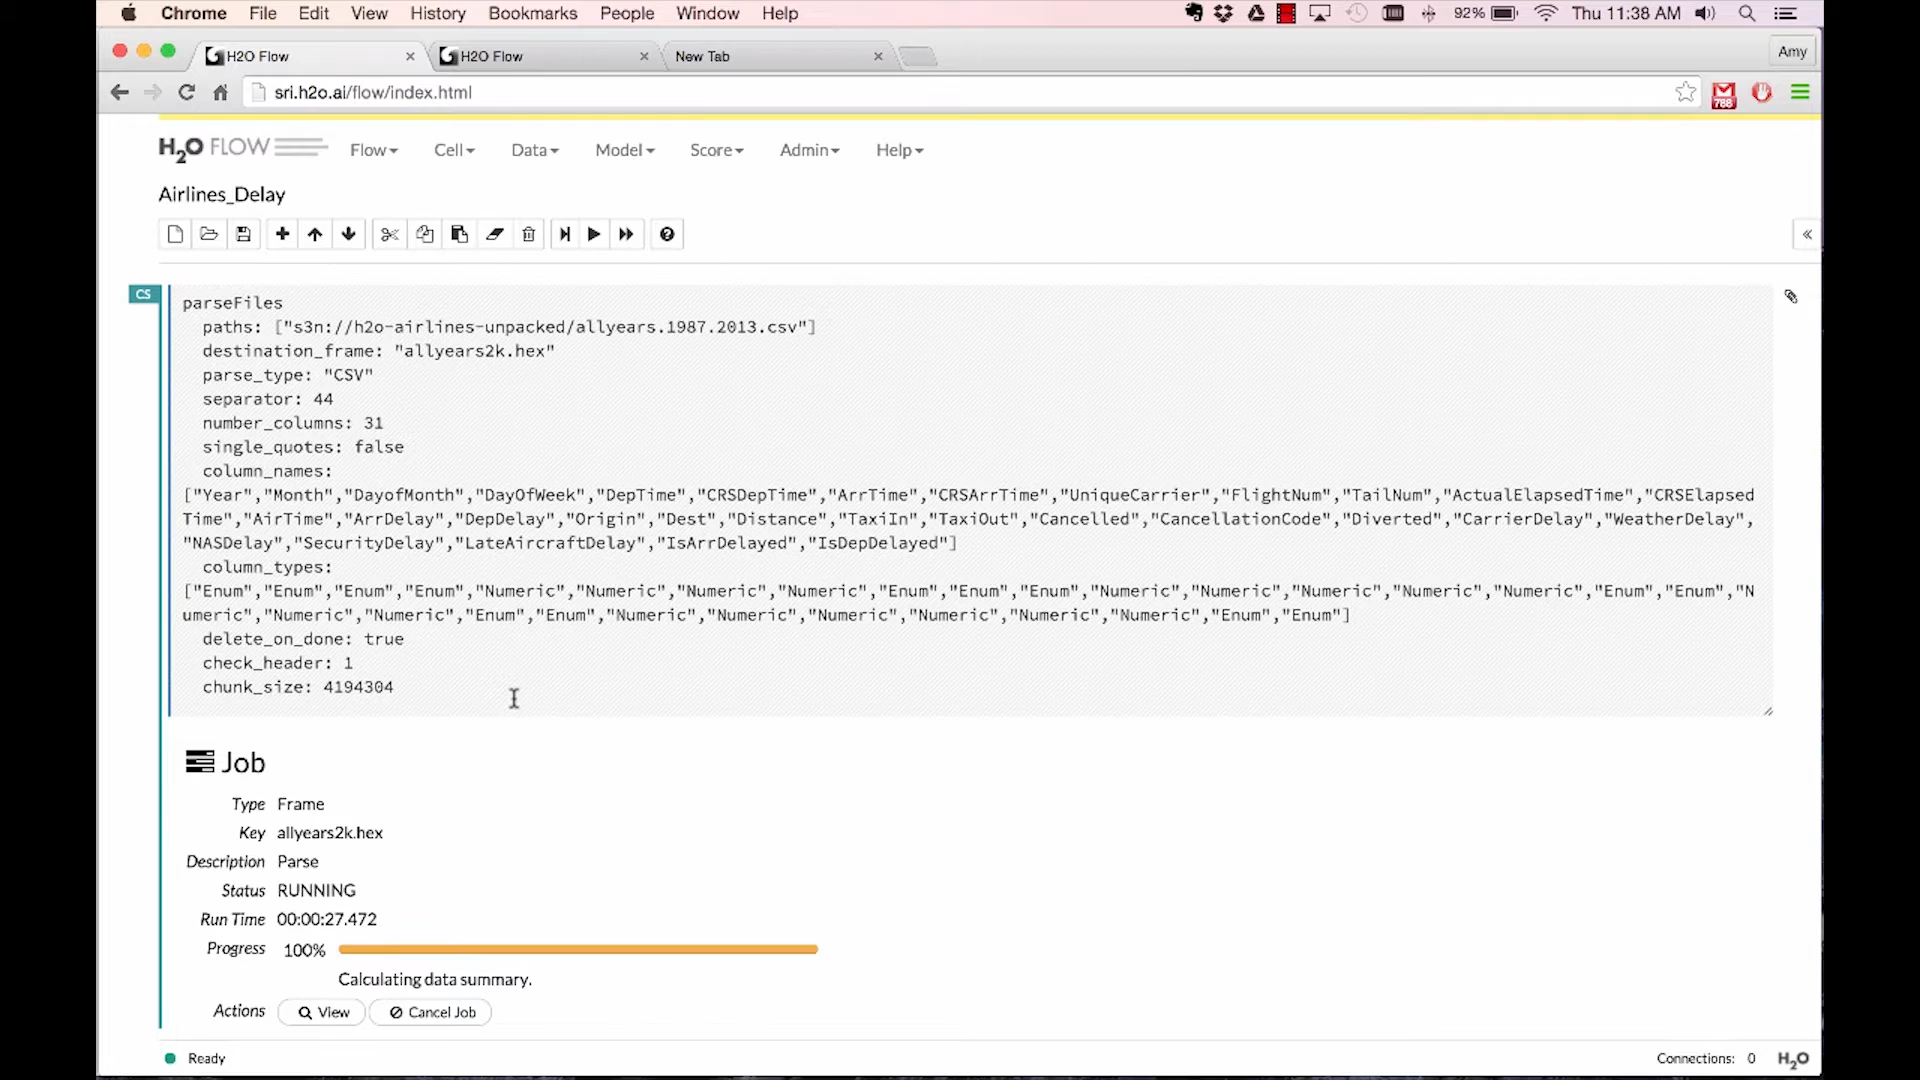 Chrome File Edit View History Bookmarks People Window Help 92% Thu 11:38 AM
H2O Flow H2O Flow New Tab Amy
sri.h2o.ai/flow/index.html 788
H2O FLOW Flow Cell Data Model Score Admin Help
Airlines_Delay
CS
parseFiles
paths: ["s3n://h2o-airlines-unpacked/allyears.1987.2013.csv"]
destination_frame: "allyears2k.hex"
parse_type: "CSV"
separator: 44
number_columns: 31
single_quotes: false
column_names:
["Year","Month","DayofMonth","DayOfWeek","DepTime","CRSDepTime","ArrTime","CRSArrTime","UniqueCarrier","FlightNum","TailNum","ActualElapsedTime","CRSElapsed
Time","AirTime","ArrDelay","DepDelay","Origin","Dest","Distance","TaxiIn","TaxiOut","Cancelled","CancellationCode","Diverted","CarrierDelay","WeatherDelay",
"NASDelay","SecurityDelay","LateAircraftDelay","IsArrDelayed","IsDepDelayed"]
column_types:
["Enum","Enum","Enum","Enum","Numeric","Numeric","Numeric","Numeric","Enum","Enum","Enum","Numeric","Numeric","Numeric","Numeric","Numeric","Enum","Enum","N
umeric","Numeric","Numeric","Enum","Enum","Numeric","Numeric","Numeric","Numeric","Numeric","Numeric","Enum","Enum"]
delete_on_done: true
check_header: 1
chunk_size: 4194304
Job
Type Frame
Key allyears2k.hex
Description Parse
Status RUNNING
Run Time 00:00:27.472
Progress 100%
Calculating data summary.
Actions View Cancel Job
Ready Connections: 0 H2O